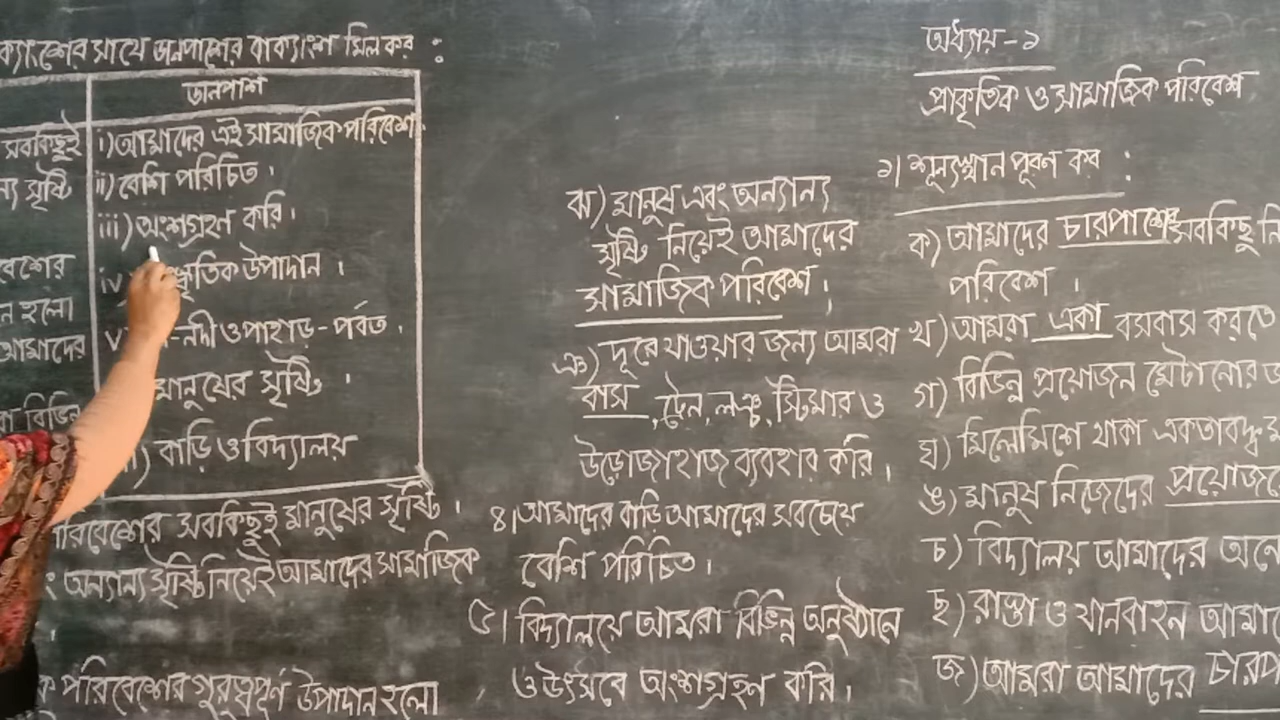 ক্যাংশের সাথে ডানপাশের বাক্যাংশ মিল কর :
ডানপাশ
সবকিছুই
i) আমাদের এই সামাজিক পরিবেশ
ন্য সৃষ্টি
ii) বেশি পরিচিত ।
iii) অংশগ্রহণ করি ।
বেশের
iv) কৃতিক উপাদান ।
ন হলো
আমাদের
v -নদী ও পাহাড়-পর্বত ।
মানুষের সৃষ্টি ।
রা বিভিন্ন
i) বাড়ি ও বিদ্যালয়
পরিবেশের সবকিছুই মানুষের সৃষ্টি ।
ং অন্যান্য সৃষ্টি নিয়েই আমাদের সামাজিক
।
ক পরিবেশের গুরুত্বপূর্ণ উপাদান হলো
ঝ) মানুষ এবং অন্যান্য
সৃষ্টি নিয়েই আমাদের
সামাজিক পরিবেশ ।
ঞ) দূরে যাওয়ার জন্য আমরা
বাস, ট্রেন, লঞ্চ, স্টিমার ও
উড়োজাহাজ ব্যবহার করি ।
৪। আমাদের বাড়ি আমাদের সবচেয়ে
বেশি পরিচিত ।
৫। বিদ্যালয়ে আমরা বিভিন্ন অনুষ্ঠানে
ও উৎসবে অংশগ্রহণ করি ।
অধ্যায়-১
প্রাকৃতিক ও সামাজিক পরিবেশ
১। শূন্যস্থান পূরণ কর :
ক) আমাদের চারপাশের সবকিছু নি
পরিবেশ ।
খ) আমরা একা বসবাস করতে
গ) বিভিন্ন প্রয়োজন মেটানোর জ
ঘ) মিলেমিশে থাকা একতাবদ্ধ স
ঙ) মানুষ নিজেদের প্রয়োজনে
চ) বিদ্যালয় আমাদের অনে
ছ) রাস্তা ও যানবাহন আমা
জ) আমরা আমাদের চারপ